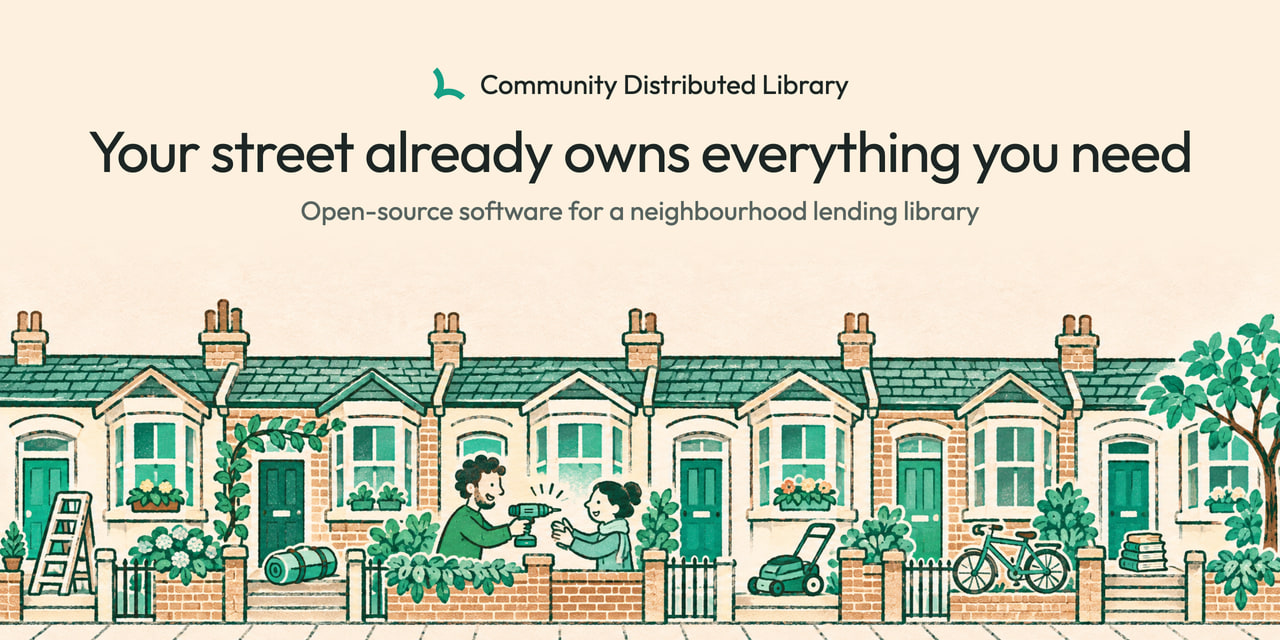 Community Distributed Library
Your street already owns everything you need
Open-source software for a neighbourhood lending library